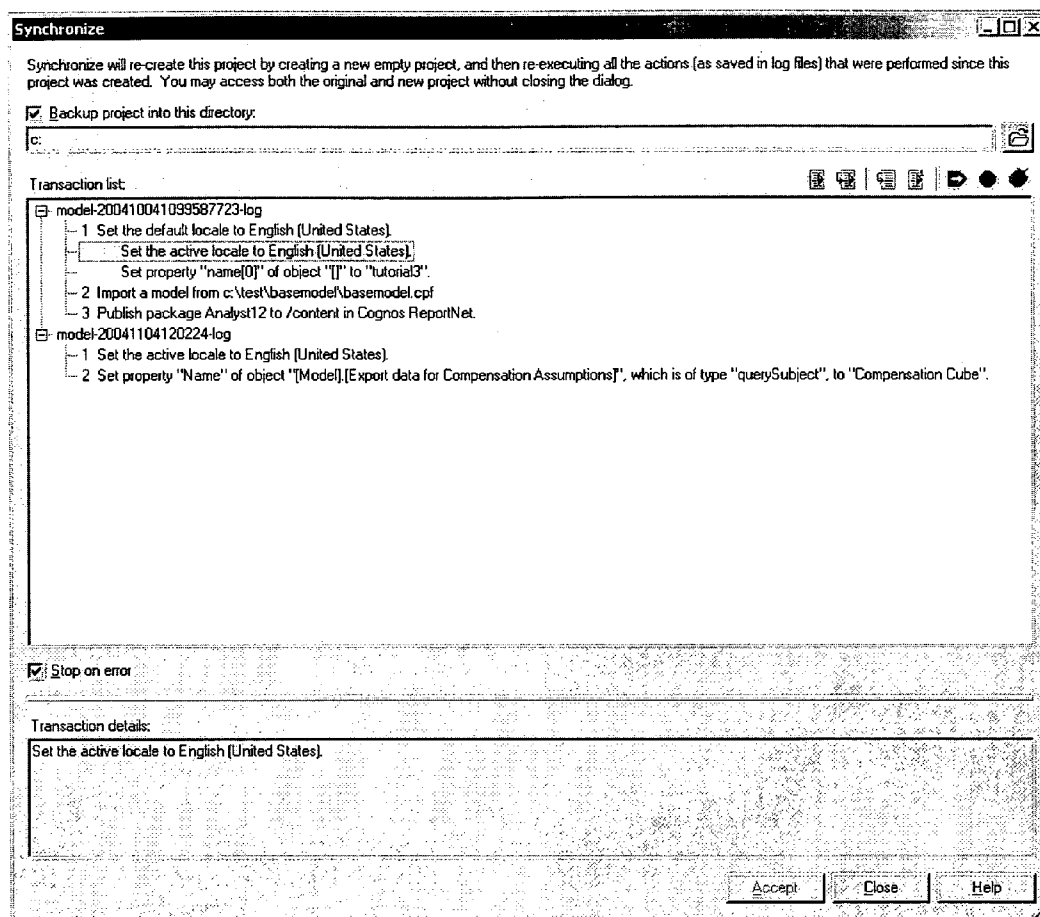 Synchronize
Synchronize will re-create this project by creating a new empty project, and then re-executing all the actions (as saved in log files) that were performed since this
project was created. You may access both the original and new project without closing the dialog.
Backup project into this directory:
c:
Transaction list:
model-200410041099587723-log
1 Set the default locale to English (United States).
Set the active locale to English (United States).
Set property "name[0]" of object "[]" to "tutorial3".
2 Import a model from c:\test\basemodel\basemodel.cpf
3 Publish package Analyst12 to /content in Cognos ReportNet.
model-20041104120224-log
1 Set the active locale to English (United States).
2 Set property "Name" of object "[Model].[Export data for Compensation Assumptions]", which is of type "querySubject", to "Compensation Cube".
Stop on error
Transaction details:
Set the active locale to English (United States).
Accept Close Help